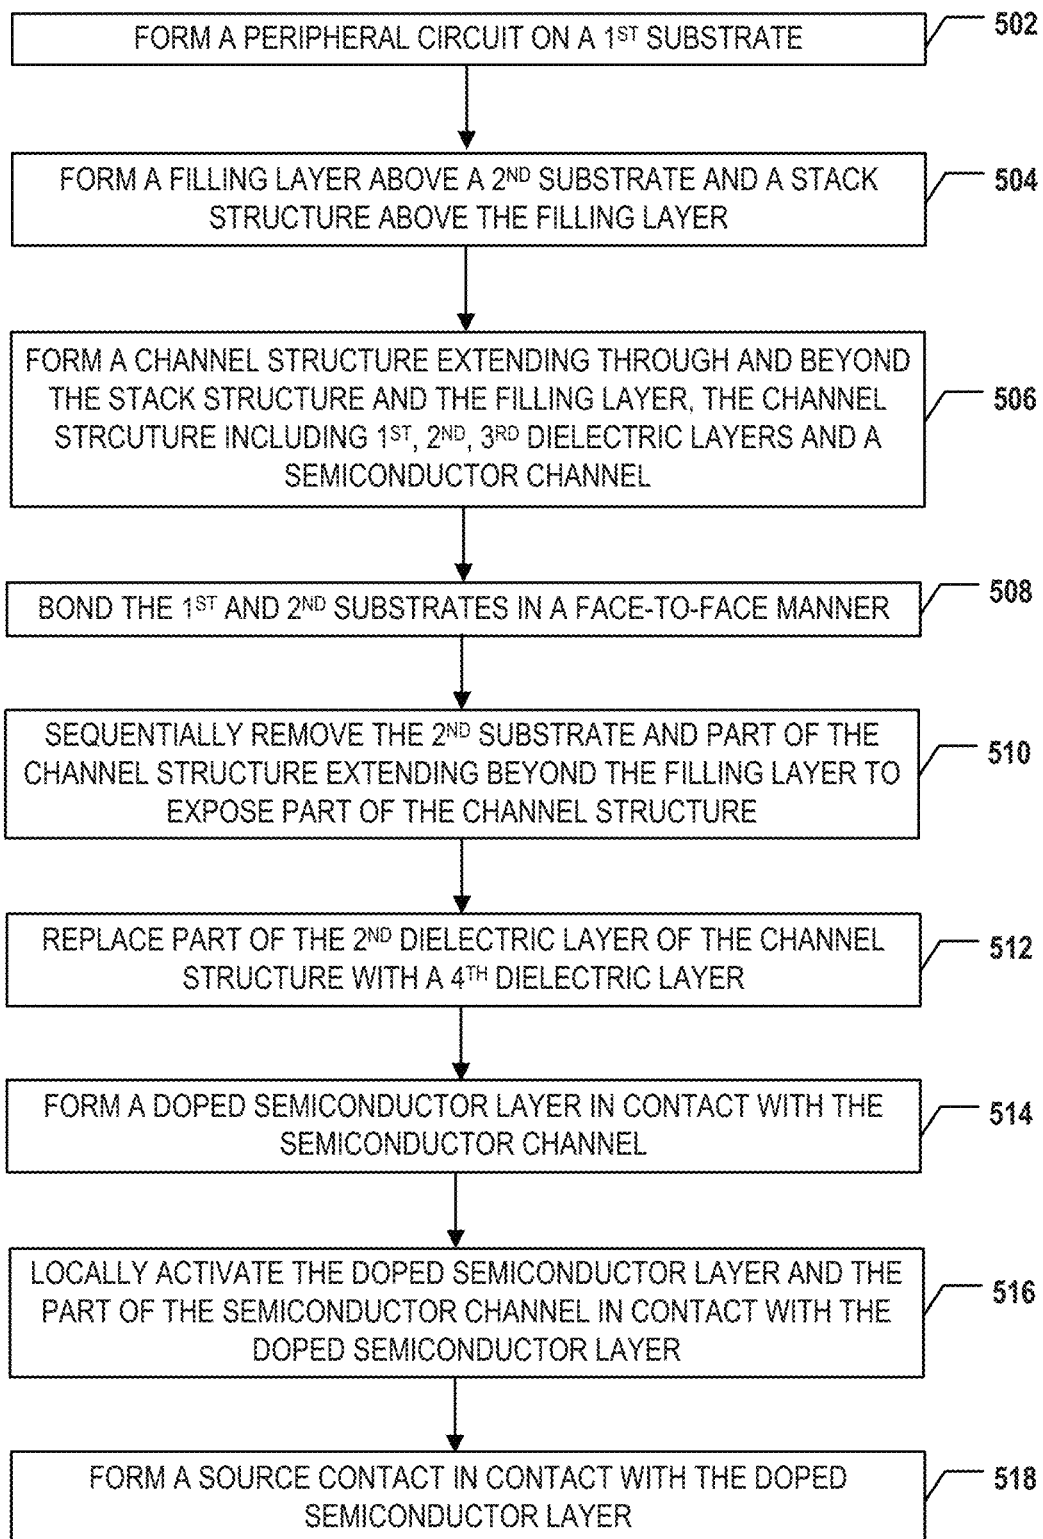 FORM A PERIPHERAL CIRCUIT ON A 1ST SUBSTRATE
502
FORM A FILLING LAYER ABOVE A 2ND SUBSTRATE AND A STACK
STRUCTURE ABOVE THE FILLING LAYER
504
FORM A CHANNEL STRUCTURE EXTENDING THROUGH AND BEYOND
THE STACK STRUCTURE AND THE FILLING LAYER, THE CHANNEL
STRCUTURE INCLUDING 1ST, 2ND, 3RD DIELECTRIC LAYERS AND A
SEMICONDUCTOR CHANNEL
506
BOND THE 1ST AND 2ND SUBSTRATES IN A FACE-TO-FACE MANNER
508
SEQUENTIALLY REMOVE THE 2ND SUBSTRATE AND PART OF THE
CHANNEL STRUCTURE EXTENDING BEYOND THE FILLING LAYER TO
EXPOSE PART OF THE CHANNEL STRUCTURE
510
REPLACE PART OF THE 2ND DIELECTRIC LAYER OF THE CHANNEL
STRUCTURE WITH A 4TH DIELECTRIC LAYER
512
FORM A DOPED SEMICONDUCTOR LAYER IN CONTACT WITH THE
SEMICONDUCTOR CHANNEL
514
LOCALLY ACTIVATE THE DOPED SEMICONDUCTOR LAYER AND THE
PART OF THE SEMICONDUCTOR CHANNEL IN CONTACT WITH THE
DOPED SEMICONDUCTOR LAYER
516
FORM A SOURCE CONTACT IN CONTACT WITH THE DOPED
SEMICONDUCTOR LAYER
518